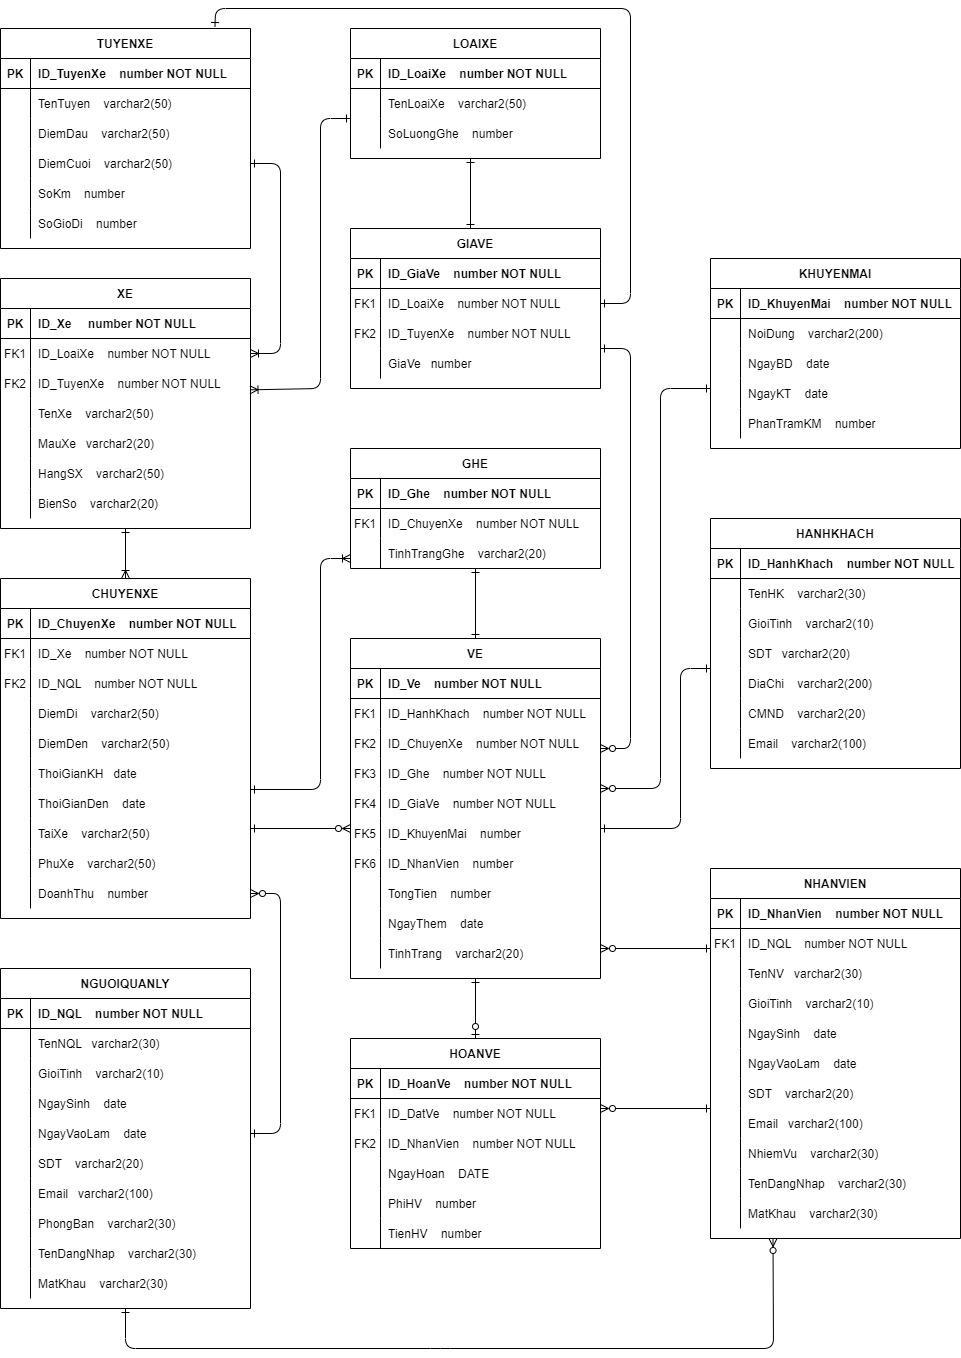 TUYENXE
PK ID_TuyenXe number NOT NULL
TenTuyen varchar2(50)
DiemDau varchar2(50)
DiemCuoi varchar2(50)
SoKm number
SoGioDi number
LOAIXE
PK ID_LoaiXe number NOT NULL
TenLoaiXe varchar2(50)
SoLuongGhe number
GIAVE
PK ID_GiaVe number NOT NULL
FK1 ID_LoaiXe number NOT NULL
FK2 ID_TuyenXe number NOT NULL
GiaVe number
KHUYENMAI
PK ID_KhuyenMai number NOT NULL
NoiDung varchar2(200)
NgayBD date
NgayKT date
PhanTramKM number
XE
PK ID_Xe number NOT NULL
FK1 ID_LoaiXe number NOT NULL
FK2 ID_TuyenXe number NOT NULL
TenXe varchar2(50)
MauXe varchar2(20)
HangSX varchar2(50)
BienSo varchar2(20)
GHE
PK ID_Ghe number NOT NULL
FK1 ID_ChuyenXe number NOT NULL
TinhTrangGhe varchar2(20)
HANHKHACH
PK ID_HanhKhach number NOT NULL
TenHK varchar2(30)
GioiTinh varchar2(10)
SDT varchar2(20)
DiaChi varchar2(200)
CMND varchar2(20)
Email varchar2(100)
CHUYENXE
PK ID_ChuyenXe number NOT NULL
FK1 ID_Xe number NOT NULL
FK2 ID_NQL number NOT NULL
DiemDi varchar2(50)
DiemDen varchar2(50)
ThoiGianKH date
ThoiGianDen date
TaiXe varchar2(50)
PhuXe varchar2(50)
DoanhThu number
VE
PK ID_Ve number NOT NULL
FK1 ID_HanhKhach number NOT NULL
FK2 ID_ChuyenXe number NOT NULL
FK3 ID_Ghe number NOT NULL
FK4 ID_GiaVe number NOT NULL
FK5 ID_KhuyenMai number
FK6 ID_NhanVien number
TongTien number
NgayThem date
TinhTrang varchar2(20)
NHANVIEN
PK ID_NhanVien number NOT NULL
FK1 ID_NQL number NOT NULL
TenNV varchar2(30)
GioiTinh varchar2(10)
NgaySinh date
NgayVaoLam date
SDT varchar2(20)
Email varchar2(100)
NhiemVu varchar2(30)
TenDangNhap varchar2(30)
MatKhau varchar2(30)
NGUOIQUANLY
PK ID_NQL number NOT NULL
TenNQL varchar2(30)
GioiTinh varchar2(10)
NgaySinh date
NgayVaoLam date
SDT varchar2(20)
Email varchar2(100)
PhongBan varchar2(30)
TenDangNhap varchar2(30)
MatKhau varchar2(30)
HOANVE
PK ID_HoanVe number NOT NULL
FK1 ID_DatVe number NOT NULL
FK2 ID_NhanVien number NOT NULL
NgayHoan DATE
PhiHV number
TienHV number